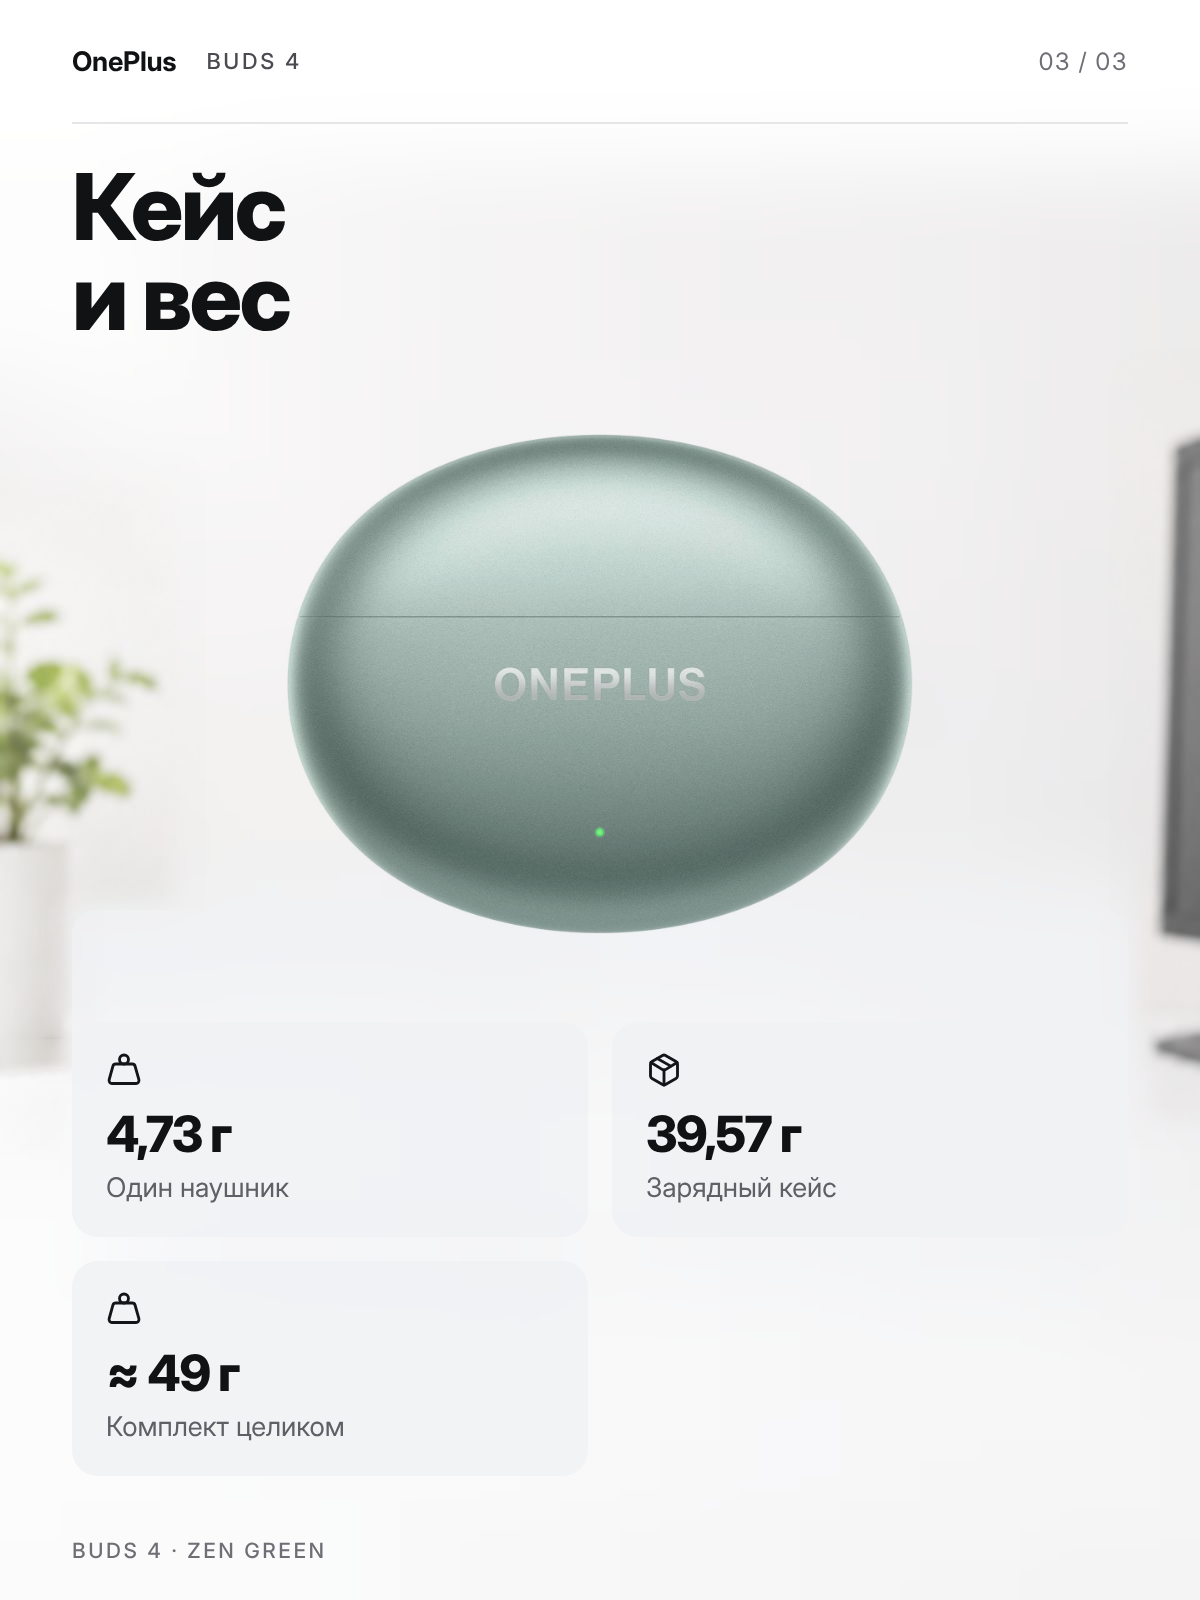 OnePlus BUDS 4 03 / 03
Кейс
и вес
ONEPLUS
4,73 г
Один наушник
39,57 г
Зарядный кейс
≈ 49 г
Комплект целиком
BUDS 4 · ZEN GREEN